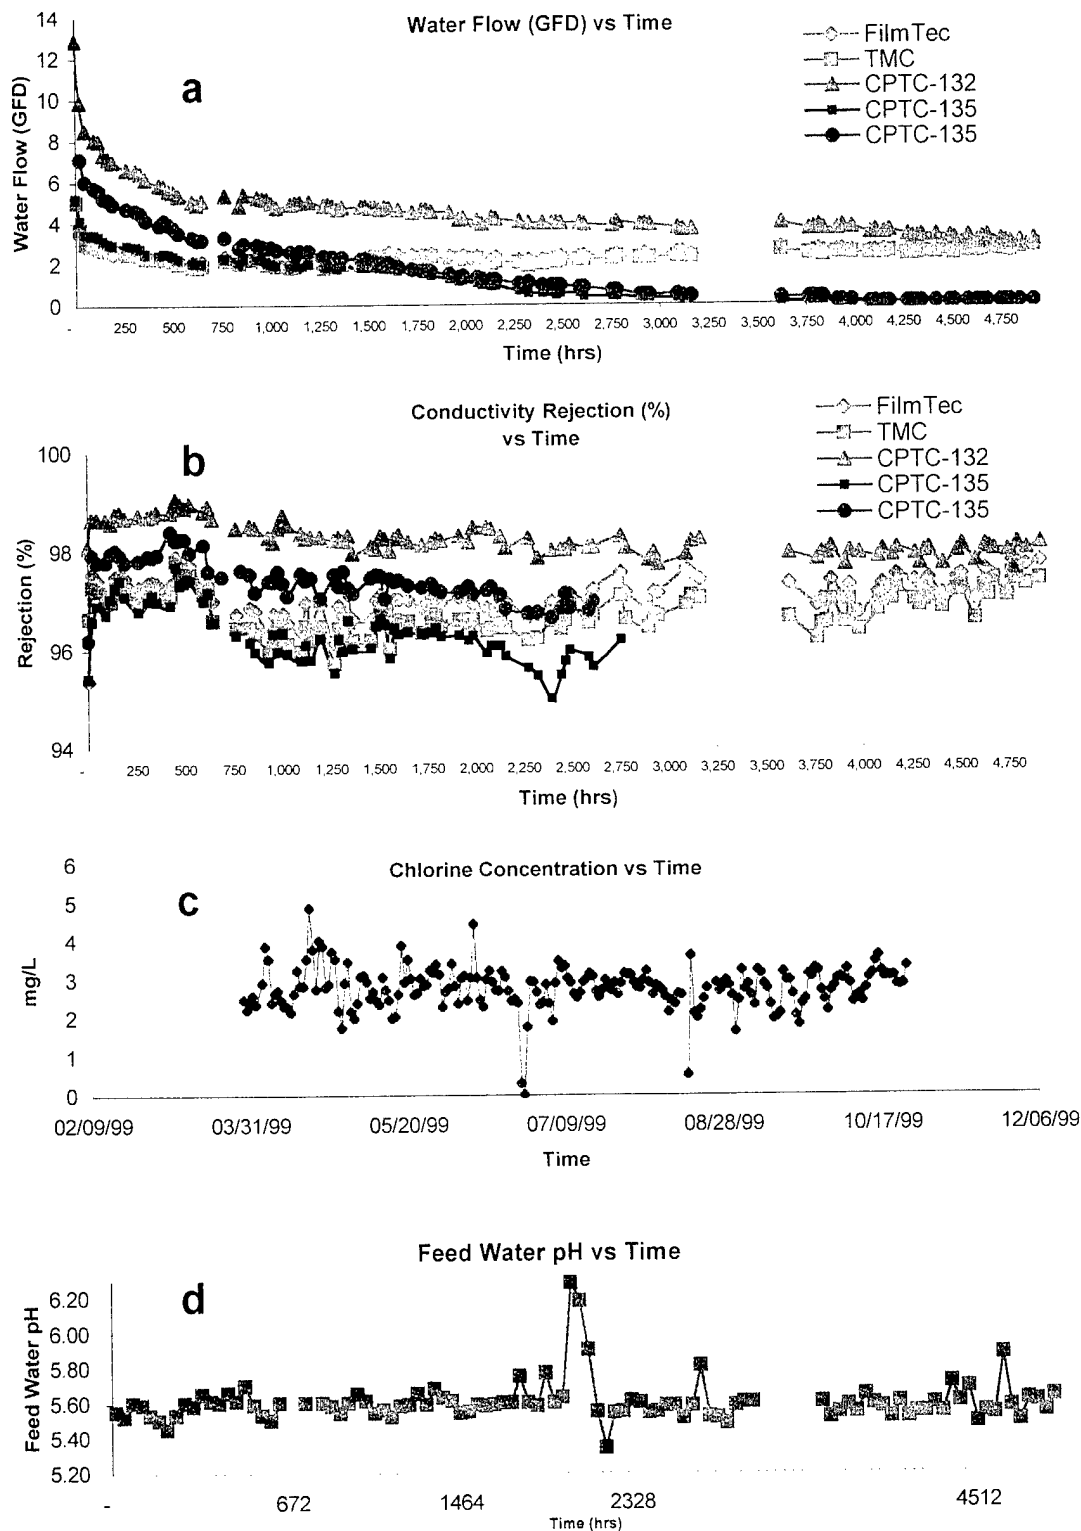 Water Flow (GFD) vs Time
a
FilmTec
TMC
CPTC-132
CPTC-135
CPTC-135
Water Flow (GFD)
14
12
10
8
6
4
2
0
- 250 500 750 1,000 1,250 1,500 1,750 2,000 2,250 2,500 2,750 3,000 3,250 3,500 3,750 4,000 4,250 4,500 4,750
Time (hrs)
Conductivity Rejection (%)
vs Time
b
FilmTec
TMC
CPTC-132
CPTC-135
CPTC-135
Rejection (%)
100
98
96
94
- 250 500 750 1,000 1,250 1,500 1,750 2,000 2,250 2,500 2,750 3,000 3,250 3,500 3,750 4,000 4,250 4,500 4,750
Time (hrs)
Chlorine Concentration vs Time
c
mg/L
6
5
4
3
2
1
0
02/09/99 03/31/99 05/20/99 07/09/99 08/28/99 10/17/99 12/06/99
Time
Feed Water pH vs Time
d
Feed Water pH
6.20
6.00
5.80
5.60
5.40
5.20
- 672 1464 2328 4512
Time (hrs)